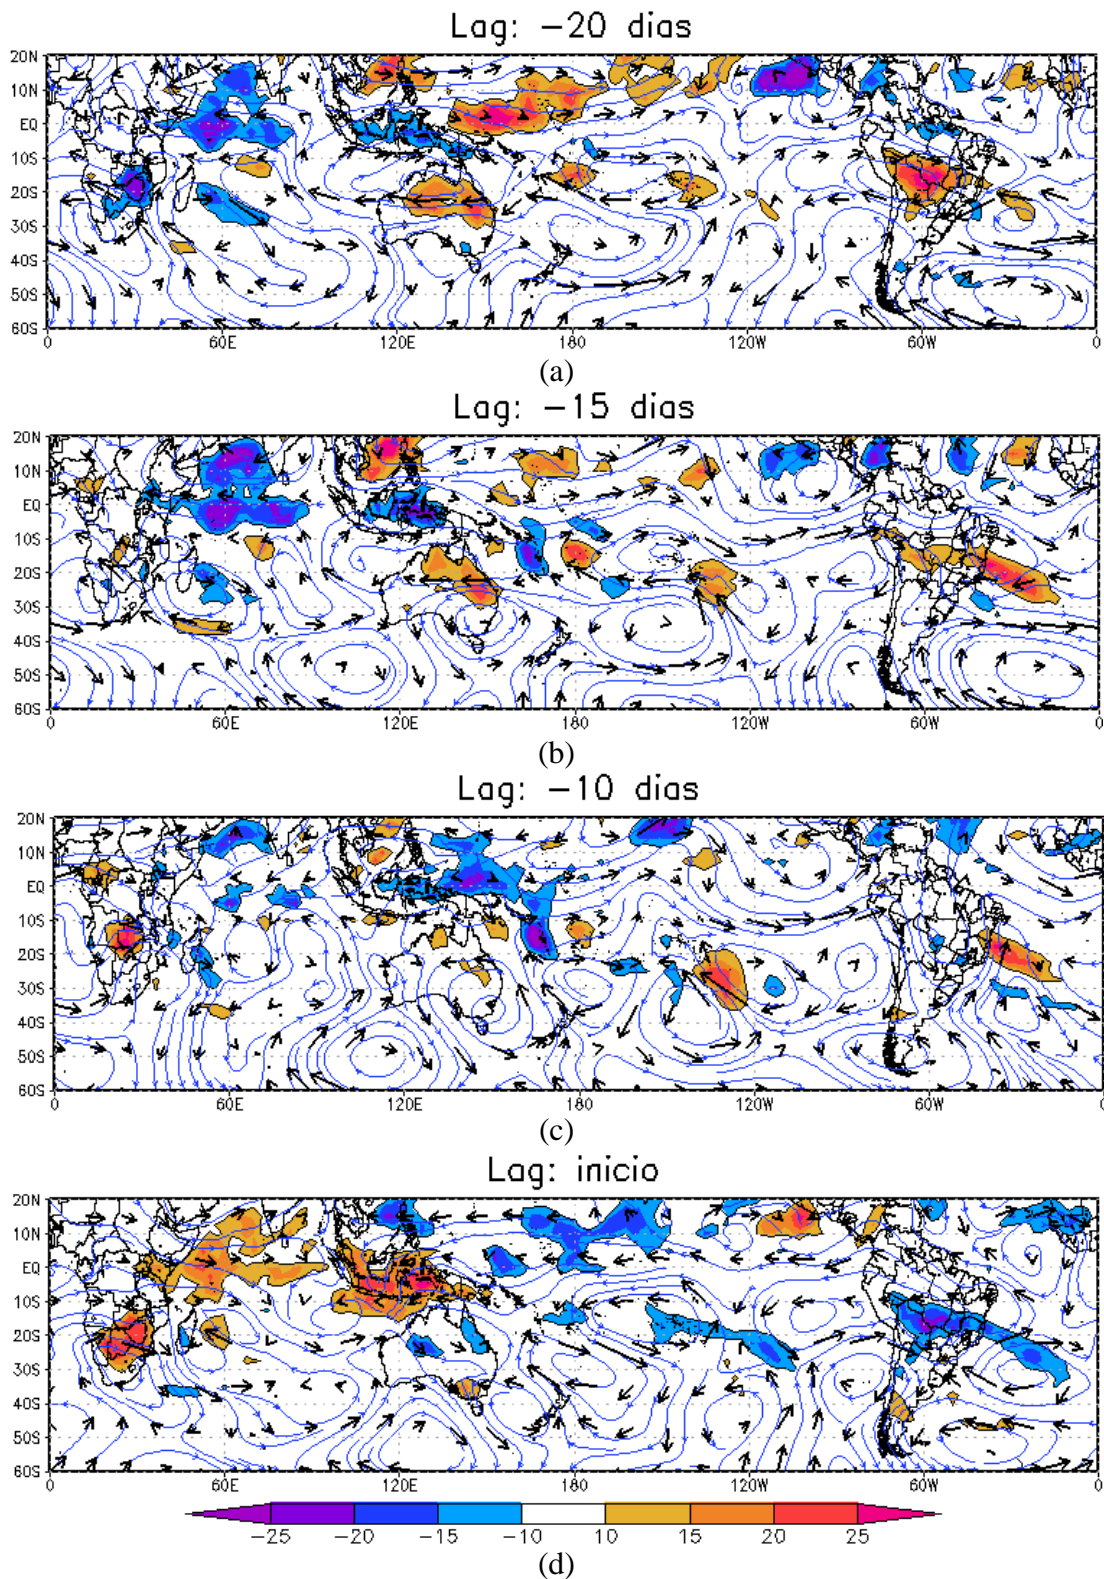 Lag: −20 dias
20N
10N
EQ
10S
20S
30S
40S
50S
60S
0 60E 120E 180 120W 60W 0
(a)
Lag: −15 dias
20N
10N
EQ
10S
20S
30S
40S
50S
60S
0 60E 120E 180 120W 60W 0
(b)
Lag: −10 dias
20N
10N
EQ
10S
20S
30S
40S
50S
60S
0 60E 120E 180 120W 60W 0
(c)
Lag: inicio
20N
10N
EQ
10S
20S
30S
40S
50S
60S
0 60E 120E 180 120W 60W 0
−25 −20 −15 −10 10 15 20 25
(d)